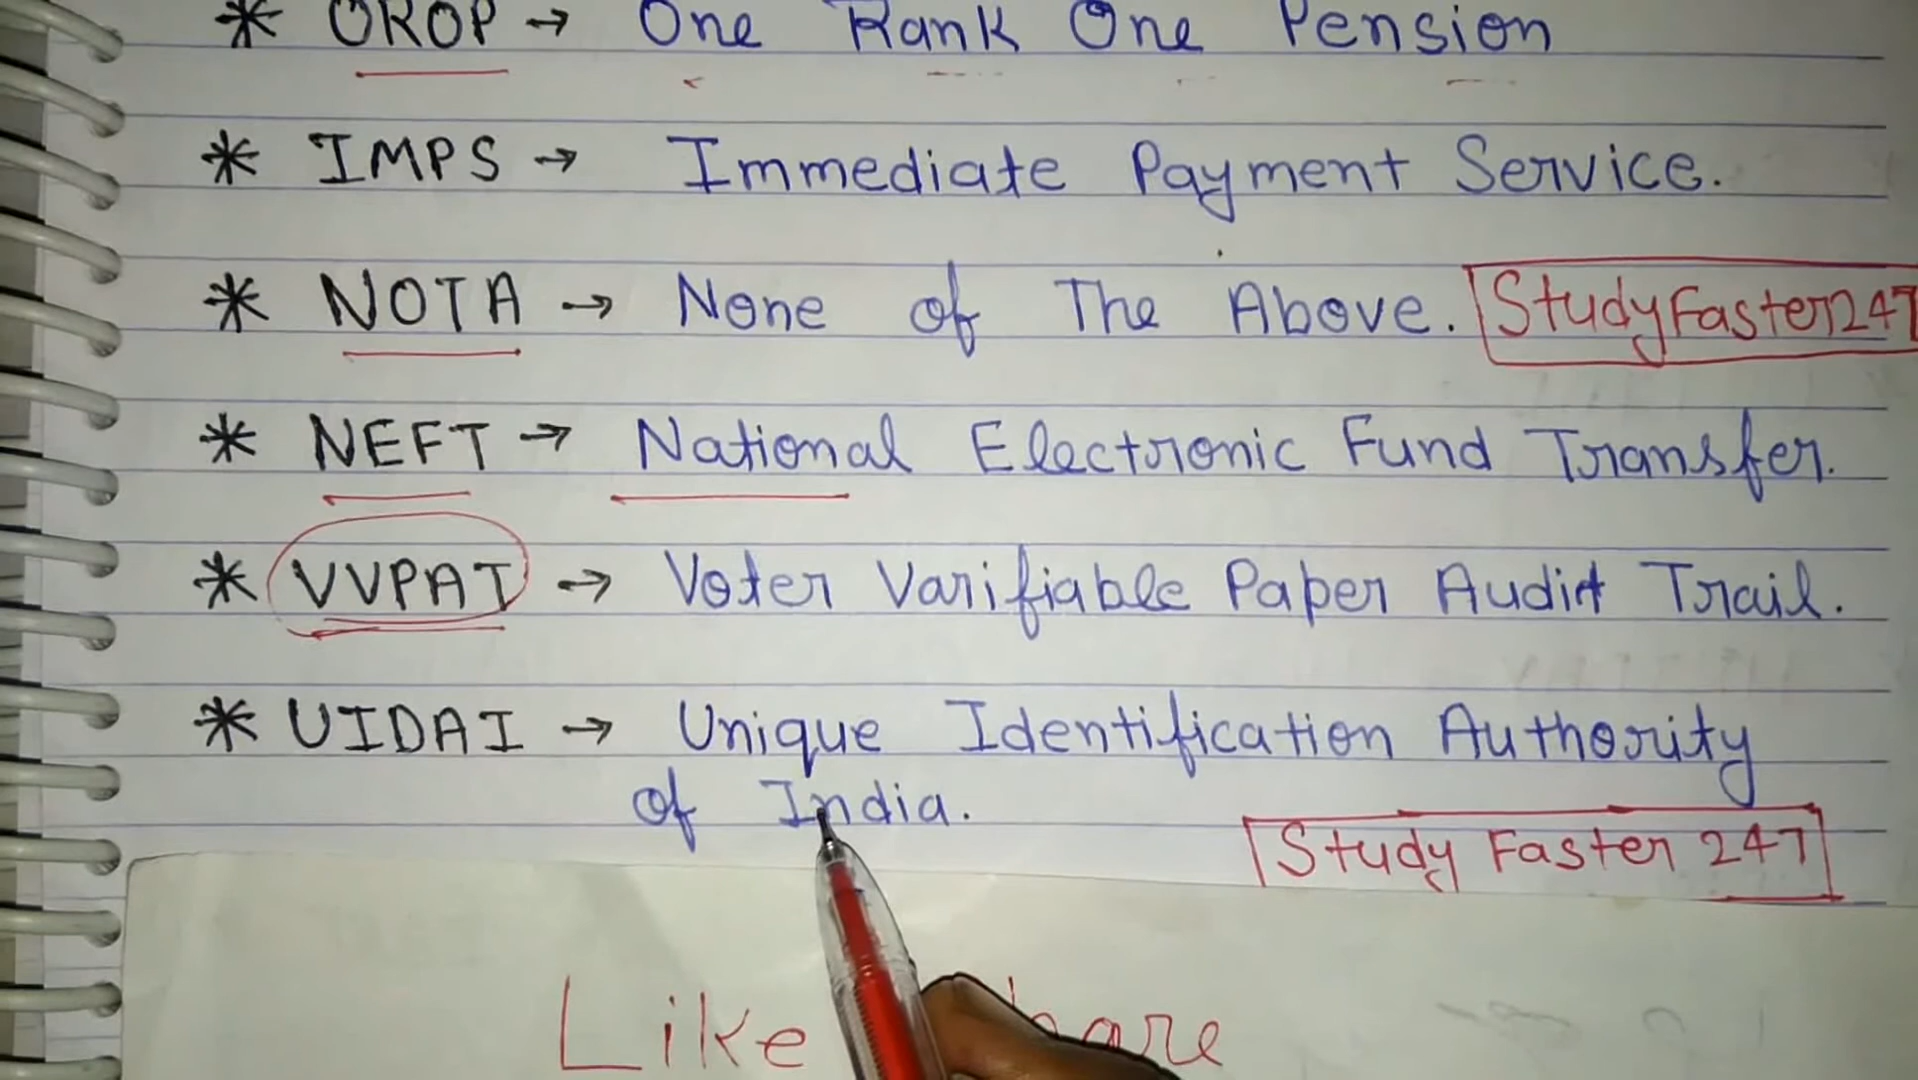 * OROP → One Rank One Pension
* IMPS → Immediate Payment Service.
* NOTA → None of The Above. StudyFaster247
* NEFT → National Electronic Fund Transfer.
* VVPAT → Voter Varifiable Paper Audit Trail.
* UIDAI → Unique Identification Authority
of India.
Study Faster 247
Like hare